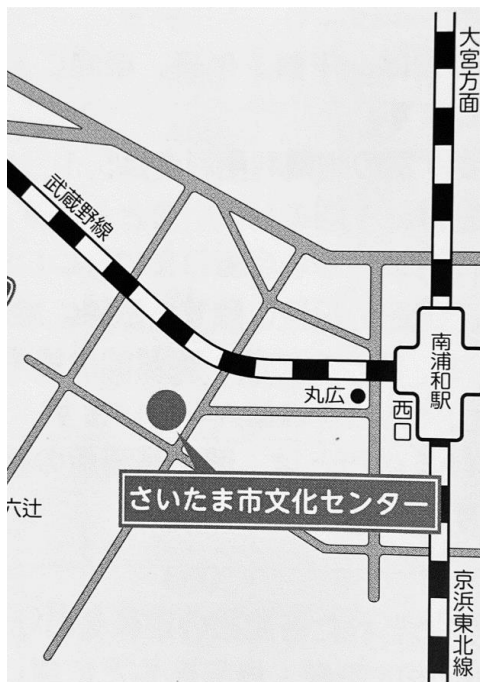 大宮方面
武蔵野線
南浦和駅
丸広
西口
さいたま市文化センター
六辻
京浜東北線